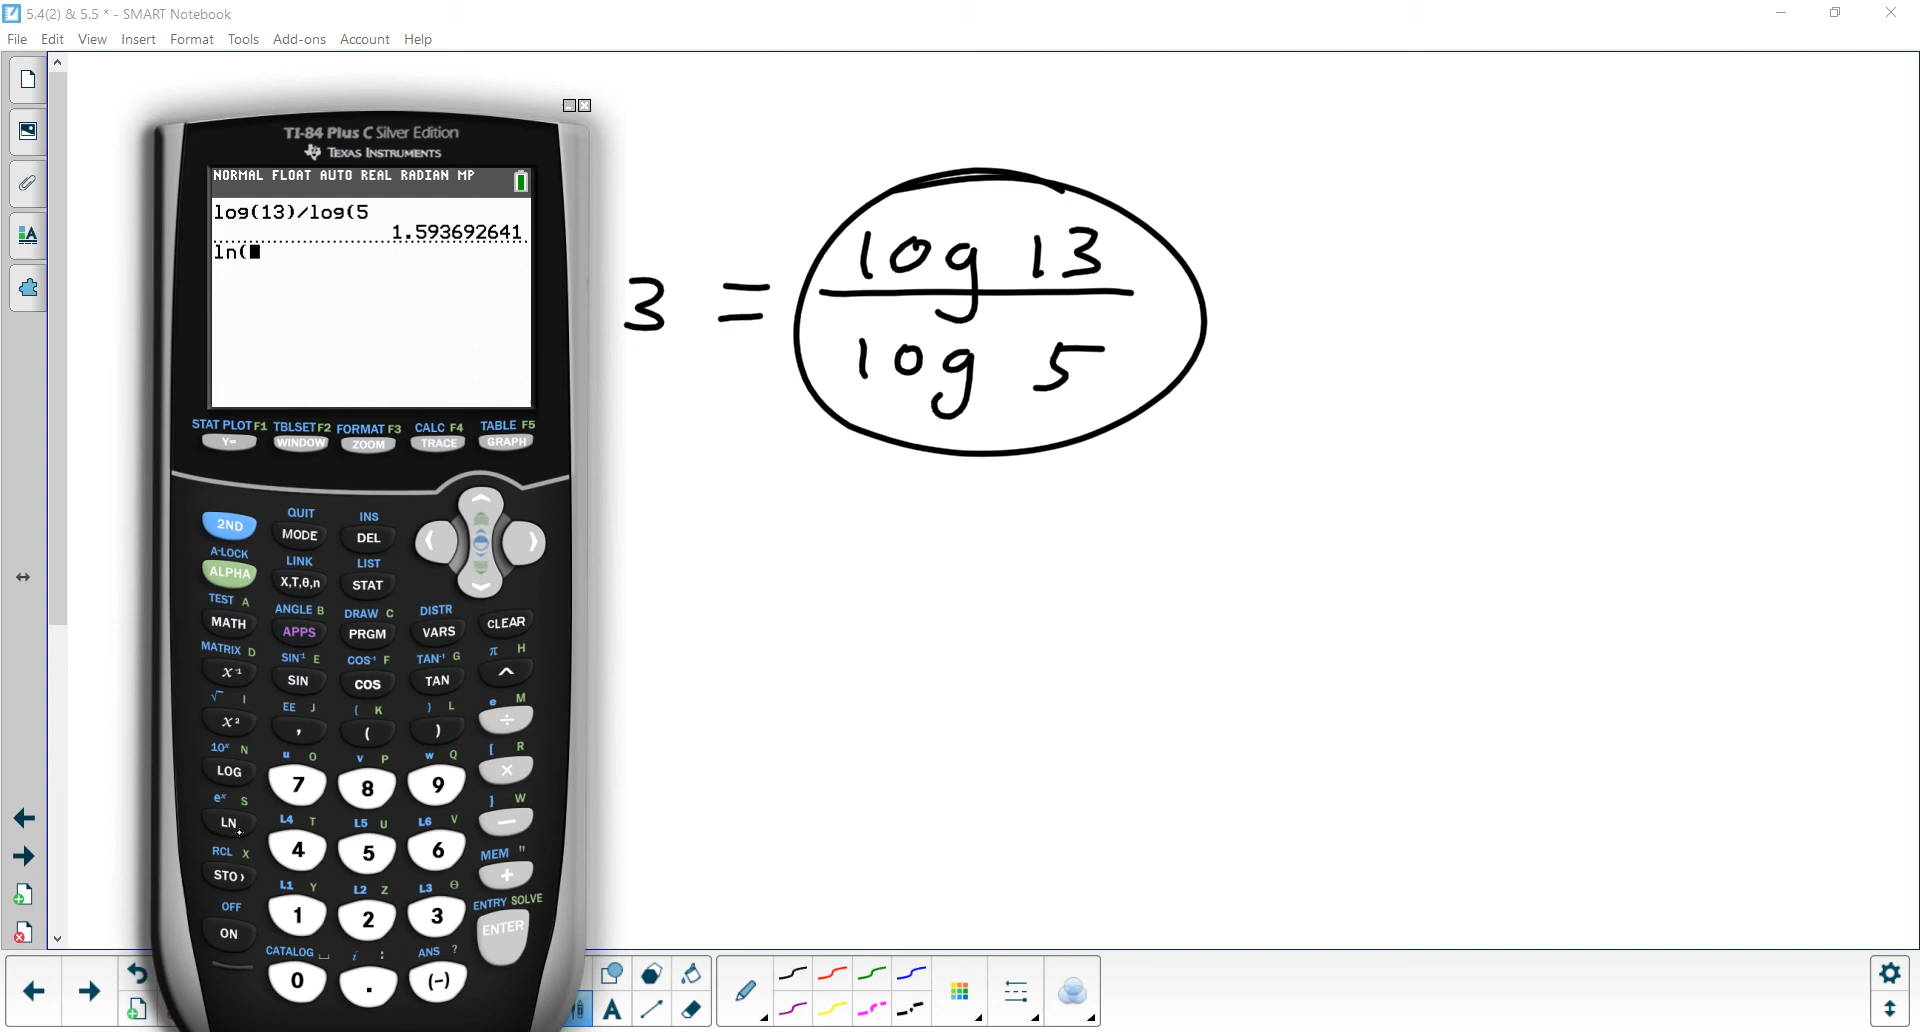 5.4(2) & 5.5 * - SMART Notebook
File Edit View Insert Format Tools Add-ons Account Help
TI-84 Plus C Silver Edition
TEXAS INSTRUMENTS
NORMAL FLOAT AUTO REAL RADIAN MP
log(13)/log(5
1.593692641
ln(
3 = log 13
log 5
STAT PLOT F1 TBLSET F2 FORMAT F3 CALC F4 TABLE F5
Y= WINDOW ZOOM TRACE GRAPH
QUIT INS
2ND MODE DEL
A-LOCK LINK LIST
ALPHA X,T,θ,n STAT
TEST A ANGLE B DRAW C DISTR
MATH APPS PRGM VARS CLEAR
MATRIX D SIN⁻¹ E COS⁻¹ F TAN⁻¹ G π H
X⁻¹ SIN COS TAN ^
√ I EE J { K } L e M
X² , ( ) ÷
10ˣ N u O v P w Q [ R
LOG 7 8 9 ×
eˣ S L4 T L5 U L6 V ] W
LN 4 5 6 −
RCL X L1 Y L2 Z L3 θ MEM "
STO› 1 2 3 +
OFF CATALOG ⎵ i : ANS ? ENTRY SOLVE
ON 0 . (-) ENTER
A